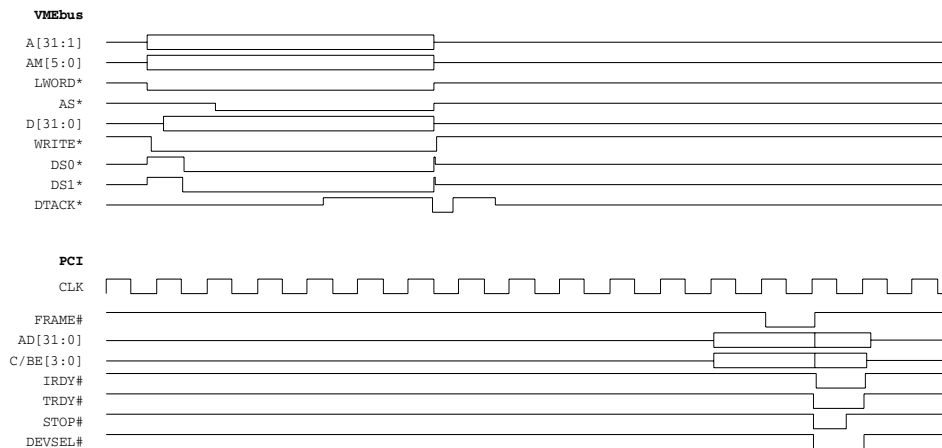 VMEbus
A[31:1]
AM[5:0]
LWORD*
AS*
D[31:0]
WRITE*
DS0*
DS1*
DTACK*
PCI
CLK
FRAME#
AD[31:0]
C/BE[3:0]
IRDY#
TRDY#
STOP#
DEVSEL#